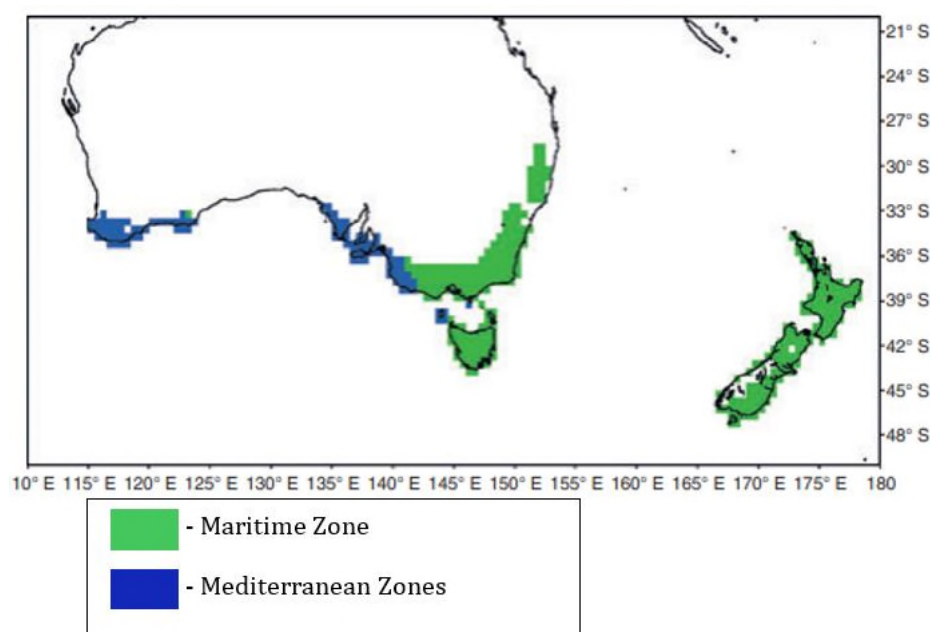 21° S
24° S
27° S
30° S
33° S
36° S
39° S
42° S
45° S
48° S
10° E 115° E 120° E 125° E 130° E 135° E 140° E 145° E 150° E 155° E 160° E 165° E 170° E 175° E 180
- Maritime Zone
- Mediterranean Zones